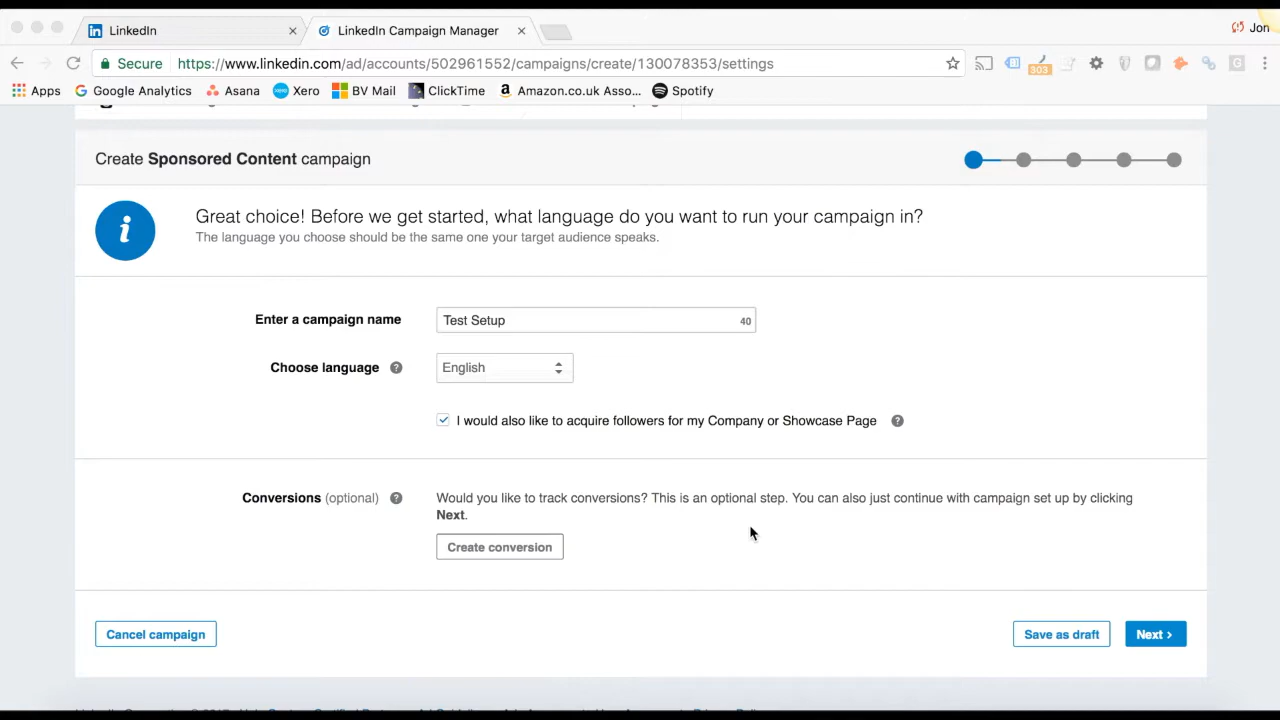 LinkedIn
LinkedIn Campaign Manager
Jon
Secure
https://www.linkedin.com/ad/accounts/502961552/campaigns/create/130078353/settings
303
Apps
Google Analytics
Asana
Xero
BV Mail
ClickTime
Amazon.co.uk Asso...
Spotify
Create Sponsored Content campaign
Great choice! Before we get started, what language do you want to run your campaign in?
The language you choose should be the same one your target audience speaks.
Enter a campaign name
Test Setup
40
Choose language
English
I would also like to acquire followers for my Company or Showcase Page
Conversions (optional)
Would you like to track conversions? This is an optional step. You can also just continue with campaign set up by clicking
Next.
Create conversion
Cancel campaign
Save as draft
Next ›